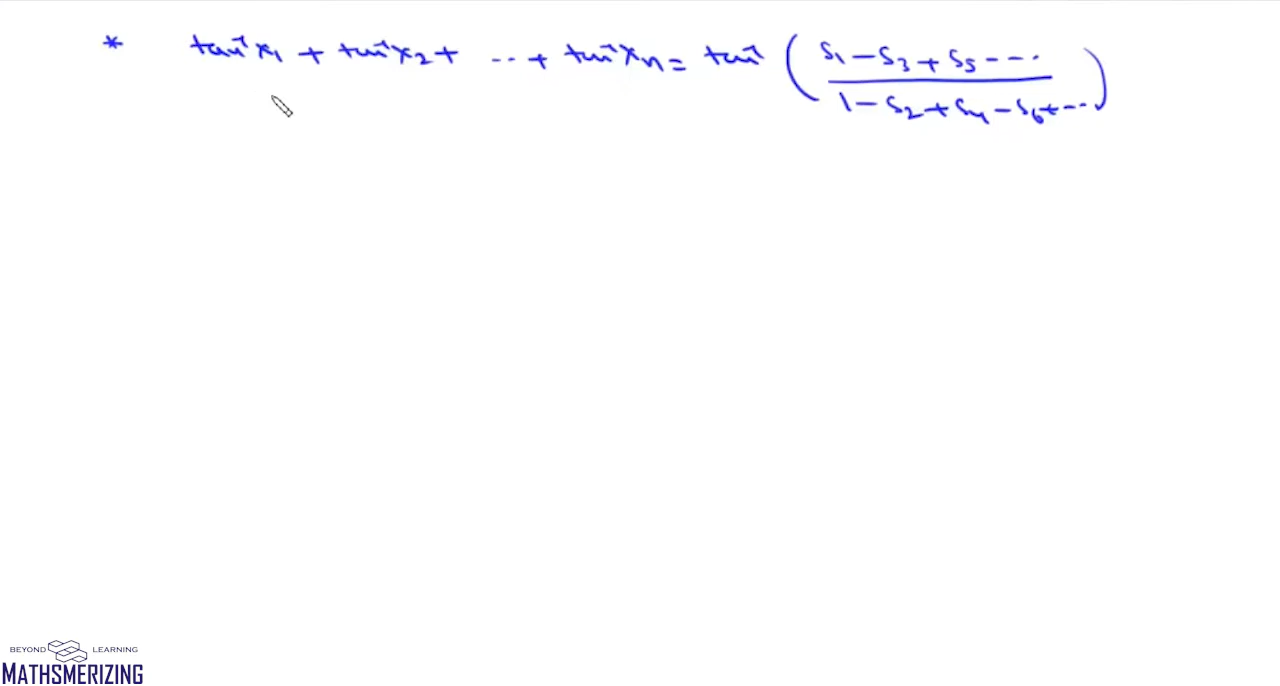 * tan⁻¹x₁ + tan⁻¹x₂ + ... + tan⁻¹xₙ = tan⁻¹ ( (S₁ - S₃ + S₅ - ...) / (1 - S₂ + S₄ - S₆ + ...) )
BEYOND LEARNING
MATHSMERIZING